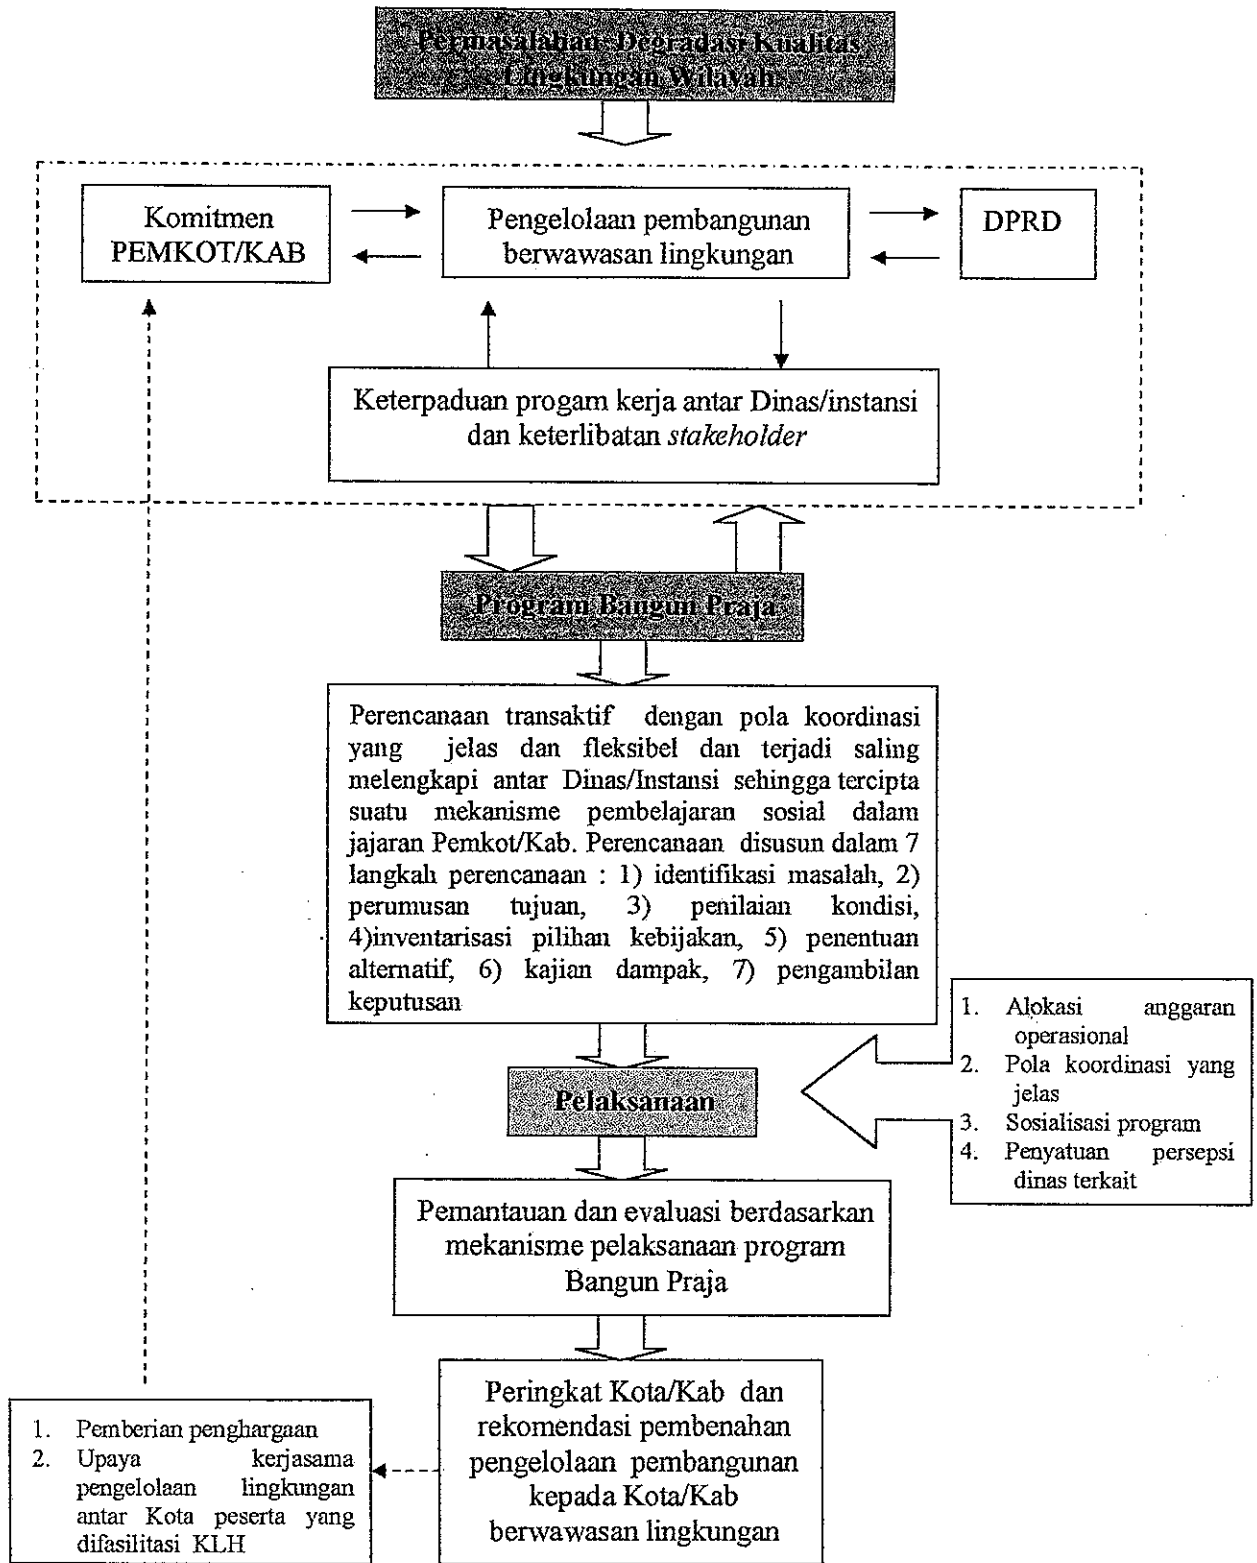 Permasalahan Degradasi Kualitas
Lingkungan Wilayah
Komitmen
PEMKOT/KAB
Pengelolaan pembangunan
berwawasan lingkungan
DPRD
Keterpaduan progam kerja antar Dinas/instansi
dan keterlibatan stakeholder
Program Bangun Praja
Perencanaan transaktif dengan pola koordinasi
yang jelas dan fleksibel dan terjadi saling
melengkapi antar Dinas/Instansi sehingga tercipta
suatu mekanisme pembelajaran sosial dalam
jajaran Pemkot/Kab. Perencanaan disusun dalam 7
langkah perencanaan : 1) identifikasi masalah, 2)
perumusan tujuan, 3) penilaian kondisi,
4)inventarisasi pilihan kebijakan, 5) penentuan
alternatif, 6) kajian dampak, 7) pengambilan
keputusan
1. Alokasi anggaran
operasional
2. Pola koordinasi yang
jelas
3. Sosialisasi program
4. Penyatuan persepsi
dinas terkait
Pelaksanaan
Pemantauan dan evaluasi berdasarkan
mekanisme pelaksanaan program
Bangun Praja
Peringkat Kota/Kab dan
rekomendasi pembenahan
pengelolaan pembangunan
kepada Kota/Kab
berwawasan lingkungan
1. Pemberian penghargaan
2. Upaya kerjasama
pengelolaan lingkungan
antar Kota peserta yang
difasilitasi KLH